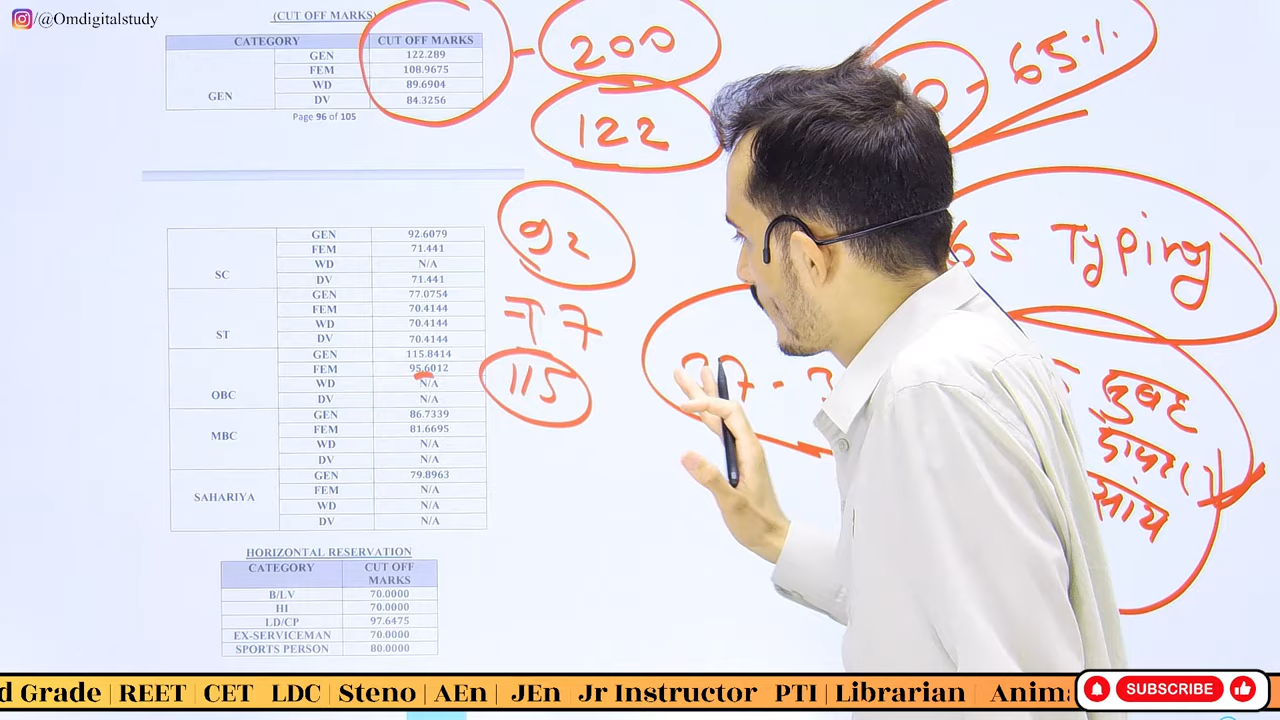 /@Omdigitalstudy
(CUT OFF MARKS)
CATEGORY CUT OFF MARKS
GEN GEN 122.289
FEM 108.9675
WD 89.6904
DV 84.3256
Page 96 of 105
SC GEN 92.6079
FEM 71.441
WD N/A
DV 71.441
ST GEN 77.0754
FEM 70.4144
WD 70.4144
DV 70.4144
OBC GEN 115.8414
FEM 95.6012
WD N/A
DV N/A
MBC GEN 86.7339
FEM 81.6695
WD N/A
DV N/A
SAHARIYA GEN 79.8963
FEM N/A
WD N/A
DV N/A
HORIZONTAL RESERVATION
CATEGORY CUT OFF MARKS
B/LV 70.0000
HI 70.0000
LD/CP 97.6475
EX-SERVICEMAN 70.0000
SPORTS PERSON 80.0000
200
122
92
77
115
65%
65 Typing
d Grade | REET | CET LDC | Steno | AEn | JEn Jr Instructor PTI | Librarian | Anim
SUBSCRIBE